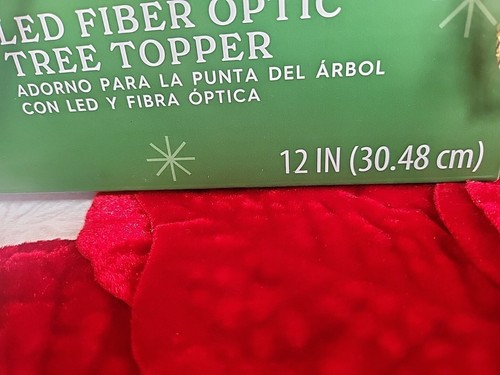 LED FIBER OPTIC
TREE TOPPER
ADORNO PARA LA PUNTA DEL ÁRBOL
CON LED Y FIBRA ÓPTICA
12 IN (30.48 cm)